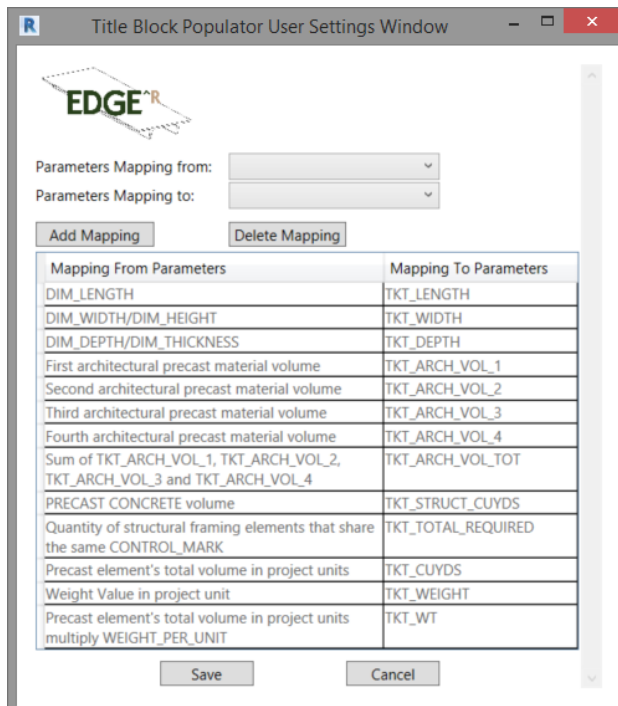 R Title Block Populator User Settings Window
EDGE^R
Parameters Mapping from:
Parameters Mapping to:
Add Mapping Delete Mapping
Mapping From Parameters Mapping To Parameters
DIM_LENGTH TKT_LENGTH
DIM_WIDTH/DIM_HEIGHT TKT_WIDTH
DIM_DEPTH/DIM_THICKNESS TKT_DEPTH
First architectural precast material volume TKT_ARCH_VOL_1
Second architectural precast material volume TKT_ARCH_VOL_2
Third architectural precast material volume TKT_ARCH_VOL_3
Fourth architectural precast material volume TKT_ARCH_VOL_4
Sum of TKT_ARCH_VOL_1, TKT_ARCH_VOL_2, TKT_ARCH_VOL_TOT
TKT_ARCH_VOL_3 and TKT_ARCH_VOL_4
PRECAST CONCRETE volume TKT_STRUCT_CUYDS
Quantity of structural framing elements that share TKT_TOTAL_REQUIRED
the same CONTROL_MARK
Precast element's total volume in project units TKT_CUYDS
Weight Value in project unit TKT_WEIGHT
Precast element's total volume in project units TKT_WT
multiply WEIGHT_PER_UNIT
Save Cancel